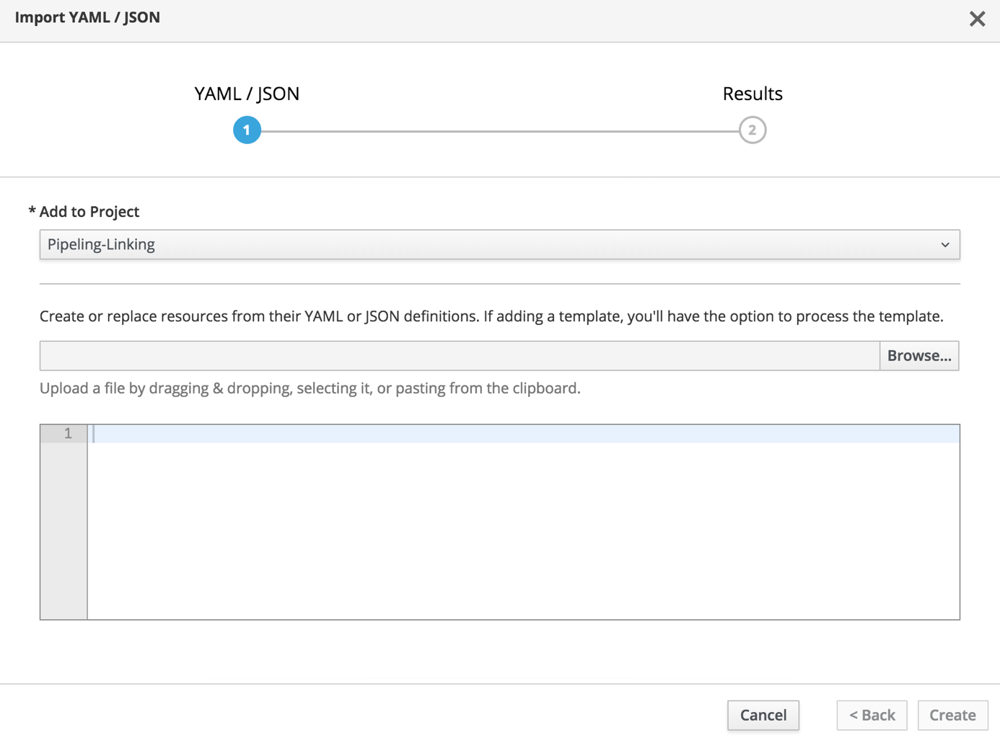 Import YAML / JSON
YAML / JSON
Results
1
2
* Add to Project
Pipeling-Linking
Create or replace resources from their YAML or JSON definitions. If adding a template, you'll have the option to process the template.
Browse...
Upload a file by dragging & dropping, selecting it, or pasting from the clipboard.
1
Cancel
< Back
Create